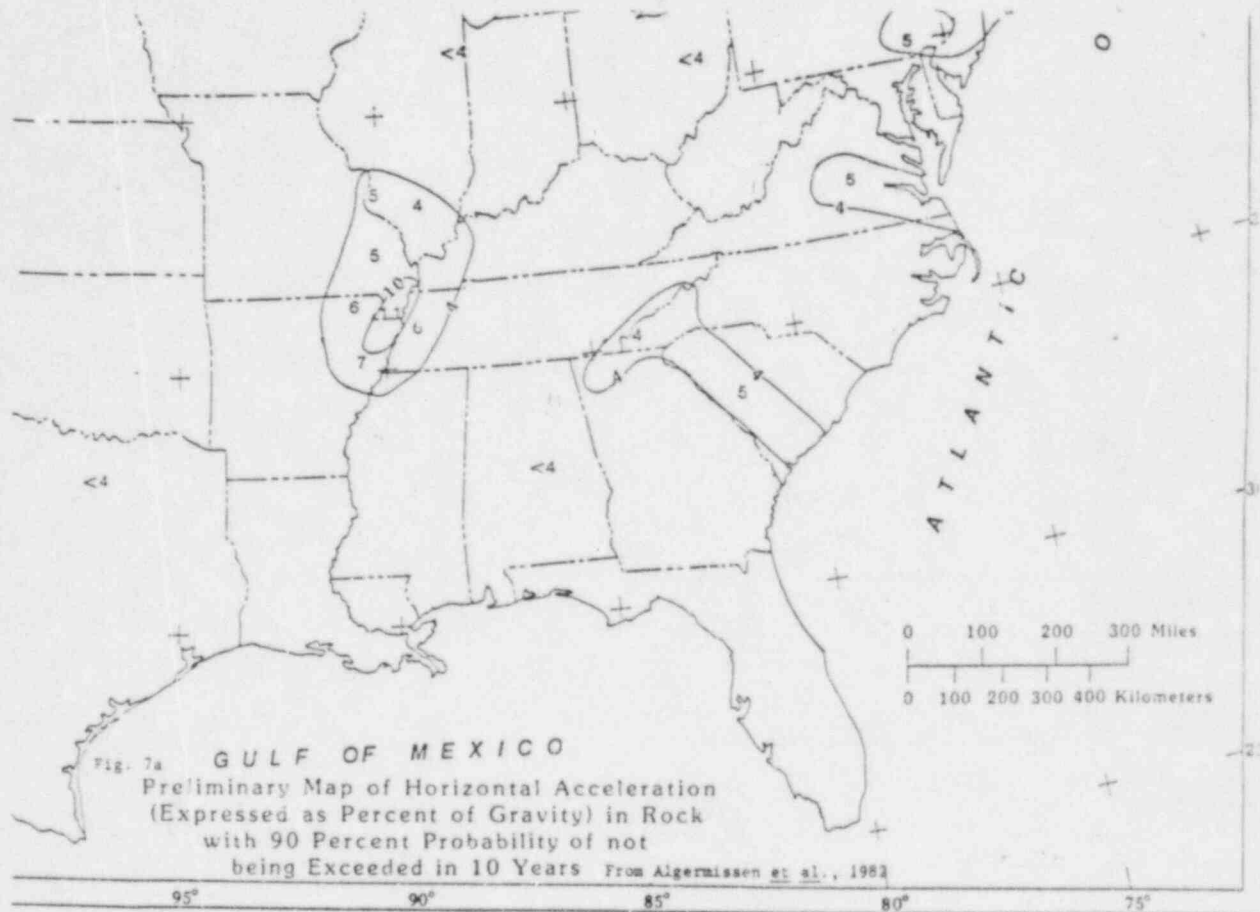 <4
<4
5
O
5
4
5
4
5
10
6
4
6
7
4
4
4
5
<4
<4
ATLANTIC
0 100 200 300 Miles
0 100 200 300 400 Kilometers
Fig. 7a GULF OF MEXICO
Preliminary Map of Horizontal Acceleration
(Expressed as Percent of Gravity) in Rock
with 90 Percent Probability of not
being Exceeded in 10 Years From Algermissen et al., 1982
95° 90° 85° 80° 75°